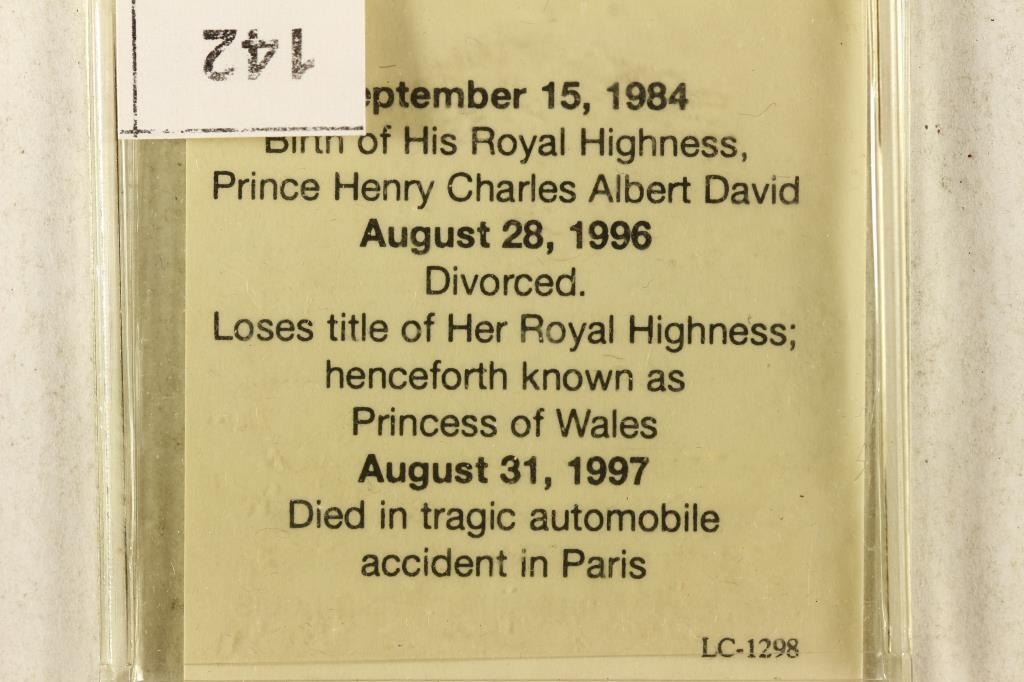 142
September 15, 1984
Birth of His Royal Highness,
Prince Henry Charles Albert David
August 28, 1996
Divorced.
Loses title of Her Royal Highness;
henceforth known as
Princess of Wales
August 31, 1997
Died in tragic automobile
accident in Paris
LC-1298